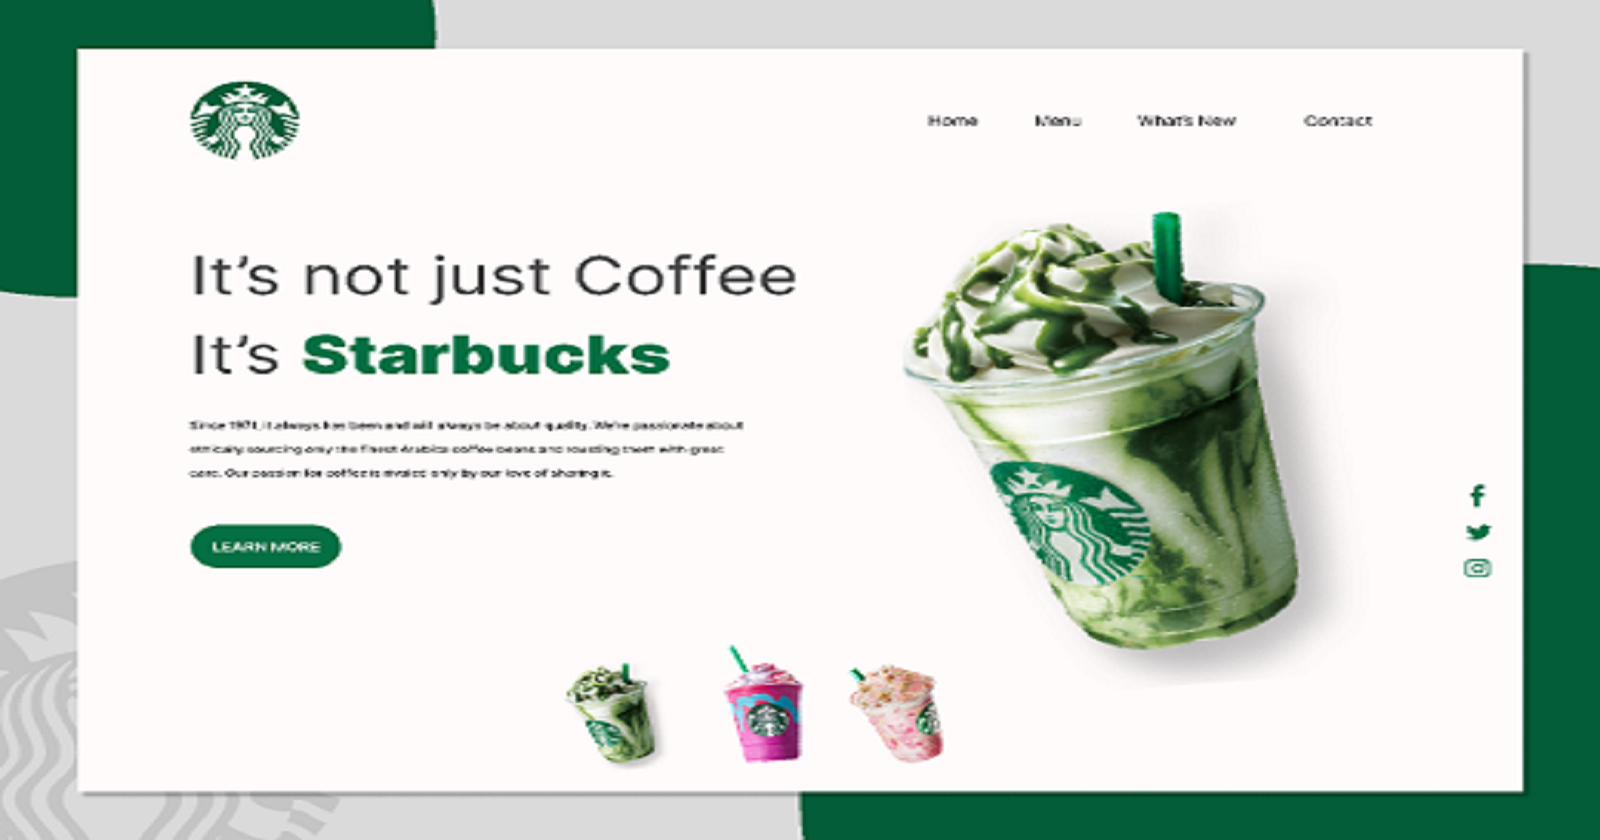 Home Menu What's New Contact
It's not just Coffee
It's Starbucks
Since 1971, it always has been and will always be about quality. We're passionate about
ethically sourcing only the finest Arabica coffee beans and roasting them with great
care. Our passion for coffee is rivaled only by our love of sharing it.
LEARN MORE